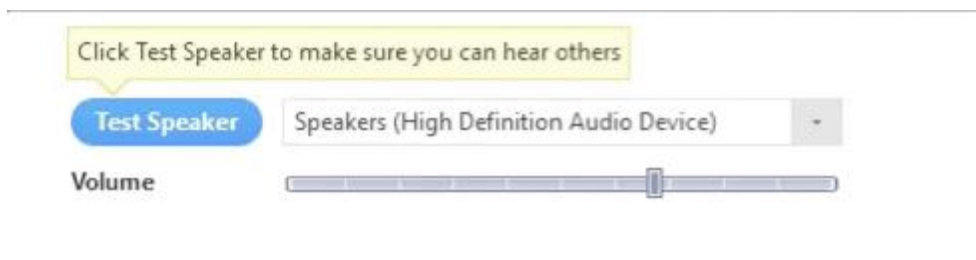 Click Test Speaker to make sure you can hear others
Test Speaker
Speakers (High Definition Audio Device)
Volume